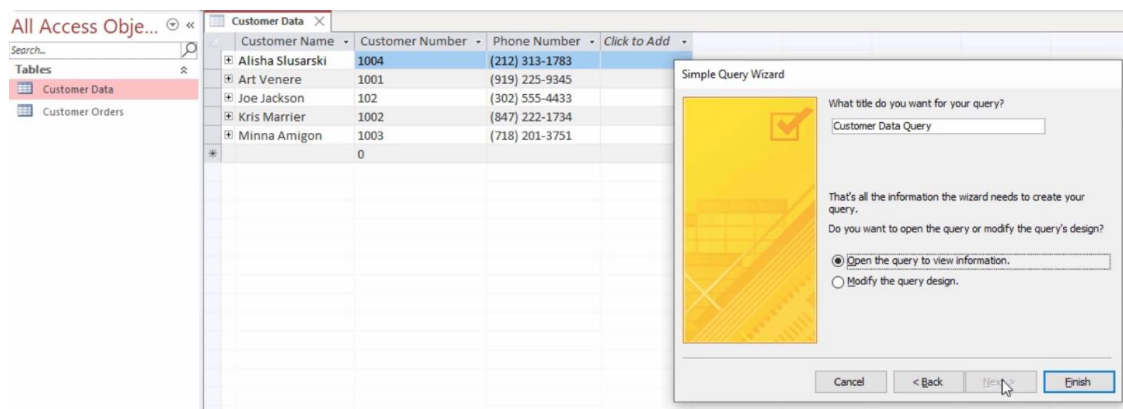 All Access Obje... «
Search...
Tables
Customer Data
Customer Orders
Customer Data
Customer Name Customer Number Phone Number Click to Add
Alisha Slusarski 1004 (212) 313-1783
Art Venere 1001 (919) 225-9345
Joe Jackson 102 (302) 555-4433
Kris Marrier 1002 (847) 222-1734
Minna Amigon 1003 (718) 201-3751
* 0
Simple Query Wizard
What title do you want for your query?
Customer Data Query
That's all the information the wizard needs to create your
query.
Do you want to open the query or modify the query's design?
Open the query to view information.
Modify the query design.
Cancel < Back Next > Finish